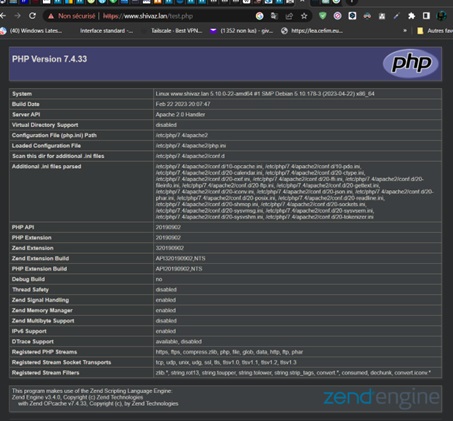 Non sécurisé
https://www.shivaz.lan/test.php
(40) Windows Lates...
Interface standard -...
Tailscale - Best VPN...
(1 352 non lus) - give...
https://lea.cefim.eu...
Autres fav
PHP Version 7.4.33
php
System Linux www.shivaz.lan 5.10.0-22-amd64 #1 SMP Debian 5.10.178-3 (2023-04-22) x86_64
Build Date Feb 22 2023 20:07:47
Server API Apache 2.0 Handler
Virtual Directory Support disabled
Configuration File (php.ini) Path /etc/php/7.4/apache2
Loaded Configuration File /etc/php/7.4/apache2/php.ini
Scan this dir for additional .ini files /etc/php/7.4/apache2/conf.d
Additional .ini files parsed /etc/php/7.4/apache2/conf.d/10-opcache.ini, /etc/php/7.4/apache2/conf.d/10-pdo.ini,
/etc/php/7.4/apache2/conf.d/20-calendar.ini, /etc/php/7.4/apache2/conf.d/20-ctype.ini,
/etc/php/7.4/apache2/conf.d/20-exif.ini, /etc/php/7.4/apache2/conf.d/20-ffi.ini, /etc/php/7.4/apache2/conf.d/20-
fileinfo.ini, /etc/php/7.4/apache2/conf.d/20-ftp.ini, /etc/php/7.4/apache2/conf.d/20-gettext.ini,
/etc/php/7.4/apache2/conf.d/20-iconv.ini, /etc/php/7.4/apache2/conf.d/20-json.ini, /etc/php/7.4/apache2/conf.d/20-
phar.ini, /etc/php/7.4/apache2/conf.d/20-posix.ini, /etc/php/7.4/apache2/conf.d/20-readline.ini,
/etc/php/7.4/apache2/conf.d/20-shmop.ini, /etc/php/7.4/apache2/conf.d/20-sockets.ini,
/etc/php/7.4/apache2/conf.d/20-sysvmsg.ini, /etc/php/7.4/apache2/conf.d/20-sysvsem.ini,
/etc/php/7.4/apache2/conf.d/20-sysvshm.ini, /etc/php/7.4/apache2/conf.d/20-tokenizer.ini
PHP API 20190902
PHP Extension 20190902
Zend Extension 320190902
Zend Extension Build API320190902,NTS
PHP Extension Build API20190902,NTS
Debug Build no
Thread Safety disabled
Zend Signal Handling enabled
Zend Memory Manager enabled
Zend Multibyte Support disabled
IPv6 Support enabled
DTrace Support available, disabled
Registered PHP Streams https, ftps, compress.zlib, php, file, glob, data, http, ftp, phar
Registered Stream Socket Transports tcp, udp, unix, udg, ssl, tls, tlsv1.0, tlsv1.1, tlsv1.2, tlsv1.3
Registered Stream Filters zlib.*, string.rot13, string.toupper, string.tolower, string.strip_tags, convert.*, consumed, dechunk, convert.iconv.*
This program makes use of the Zend Scripting Language Engine:
Zend Engine v3.4.0, Copyright (c) Zend Technologies
with Zend OPcache v7.4.33, Copyright (c), by Zend Technologies
zend engine